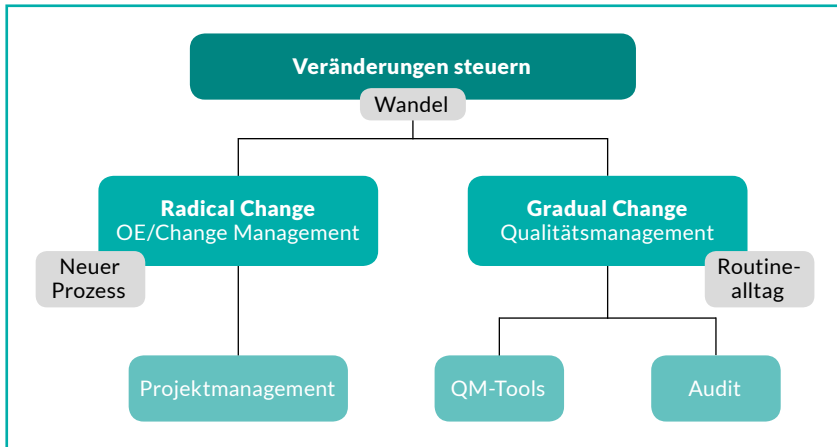 Veränderungen steuern
Wandel
Radical Change
OE/Change Management
Neuer
Prozess
Gradual Change
Qualitätsmanagement
Routine-
alltag
Projektmanagement
QM-Tools
Audit